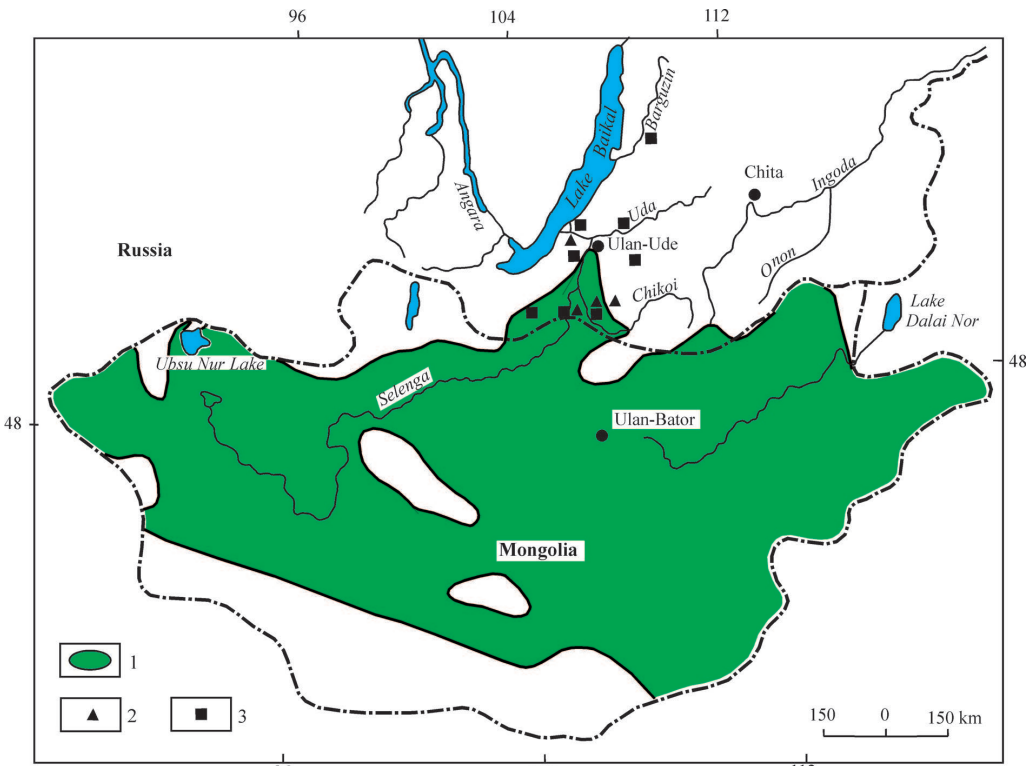 96
104
112
Barguzin
Lake Baikal
Chita
Ingoda
Angara
Uda
Russia
Ulan-Ude
Onon
Chikoi
Lake
Dalai Nor
Ubsu Nur Lake
48
Selenga
48
Ulan-Bator
Mongolia
1
2
3
150 0 150 km